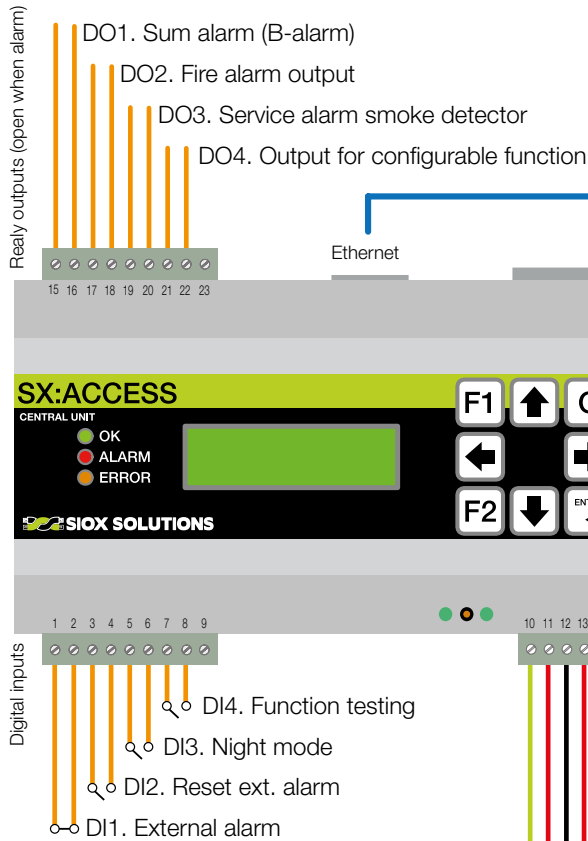 Realy outputs (open when alarm)
DO1. Sum alarm (B-alarm)
DO2. Fire alarm output
DO3. Service alarm smoke detector
DO4. Output for configurable function
Ethernet
15 16 17 18 19 20 21 22 23
SX:ACCESS
CENTRAL UNIT
OK
ALARM
ERROR
SIOX SOLUTIONS
F1
F2
1 2 3 4 5 6 7 8 9
10 11 12 13
Digital inputs
DI4. Function testing
DI3. Night mode
DI2. Reset ext. alarm
DI1. External alarm